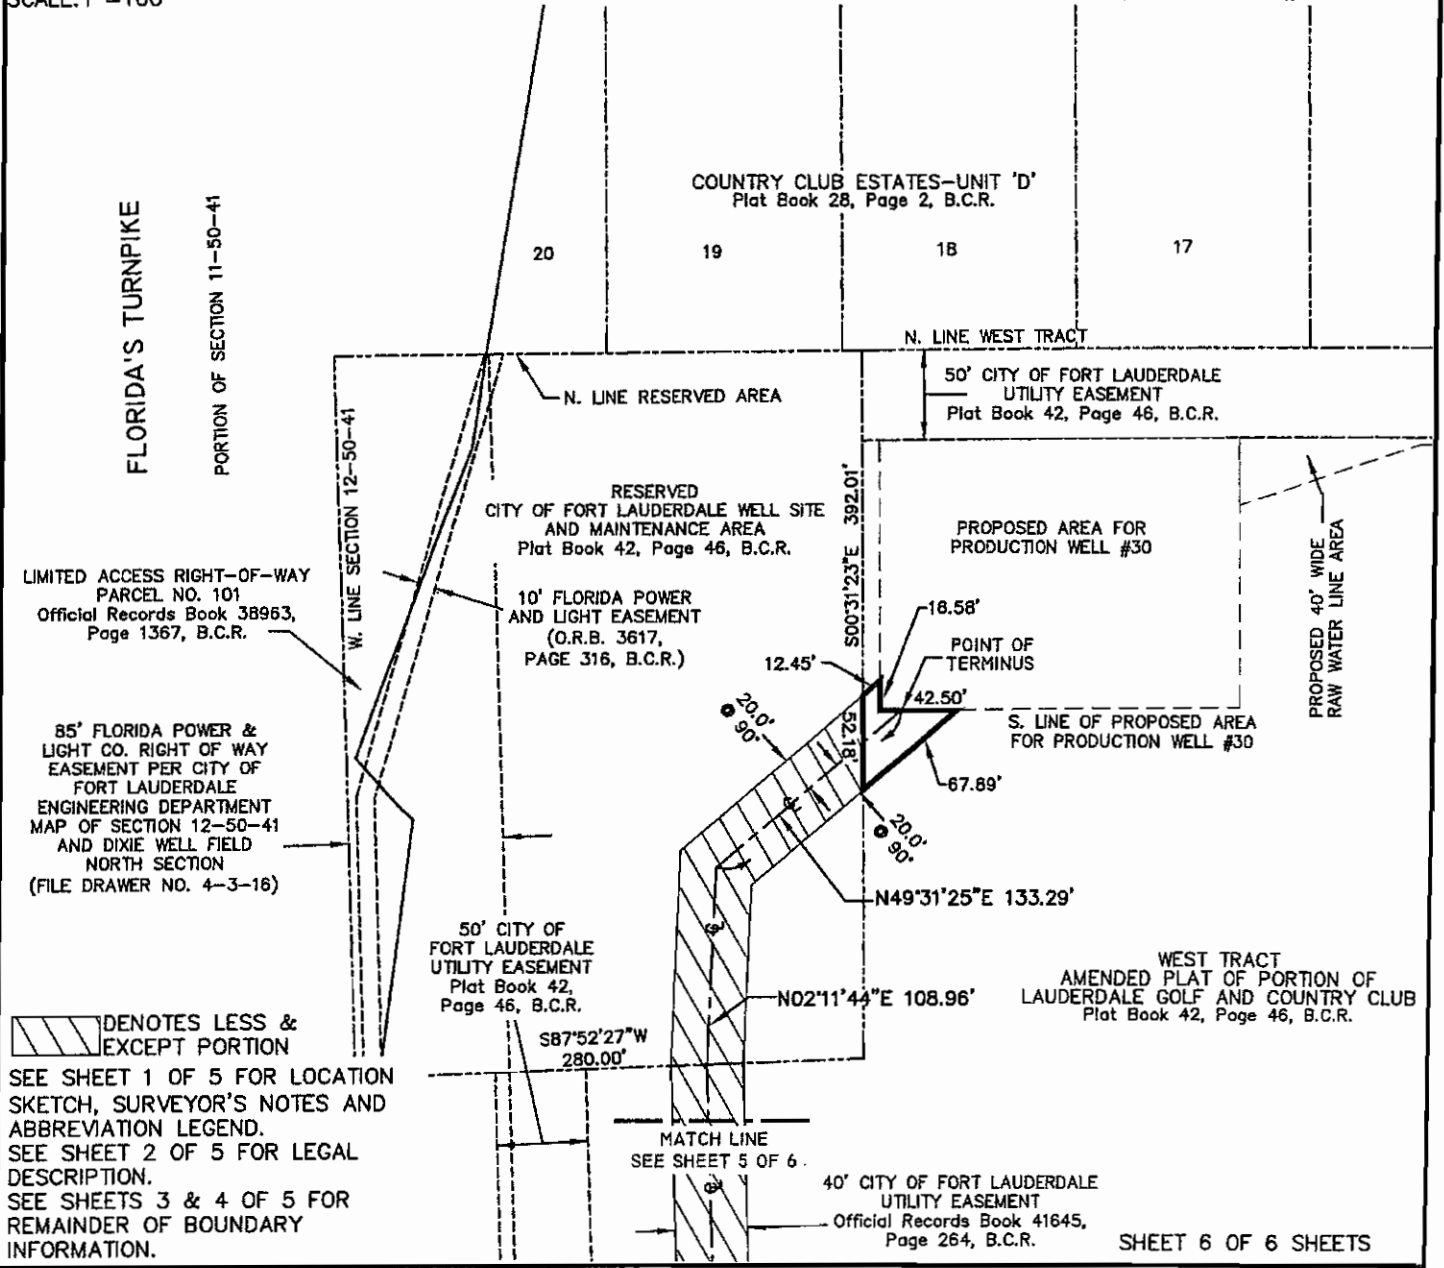 COUNTRY CLUB ESTATES-UNIT 'D'
Plat Book 28, Page 2, B.C.R.
20
19
18
17
FLORIDA'S TURNPIKE
PORTION OF SECTION 11-50-41
N. LINE WEST TRACT
50' CITY OF FORT LAUDERDALE
UTILITY EASEMENT
Plat Book 42, Page 46, B.C.R.
N. LINE RESERVED AREA
W. LINE SECTION 12-50-41
RESERVED
CITY OF FORT LAUDERDALE WELL SITE
AND MAINTENANCE AREA
Plat Book 42, Page 46, B.C.R.
S00°31'23"E 392.01'
PROPOSED AREA FOR
PRODUCTION WELL #30
PROPOSED 40' WIDE
RAW WATER LINE AREA
LIMITED ACCESS RIGHT-OF-WAY
PARCEL NO. 101
Official Records Book 38963,
Page 1367, B.C.R.
10' FLORIDA POWER
AND LIGHT EASEMENT
(O.R.B. 3617,
PAGE 316, B.C.R.)
18.58'
POINT OF
TERMINUS
12.45'
42.50'
20.0'
@ 90°
52.18'
S. LINE OF PROPOSED AREA
FOR PRODUCTION WELL #30
67.89'
85' FLORIDA POWER &
LIGHT CO. RIGHT OF WAY
EASEMENT PER CITY OF
FORT LAUDERDALE
ENGINEERING DEPARTMENT
MAP OF SECTION 12-50-41
AND DIXIE WELL FIELD
NORTH SECTION
(FILE DRAWER NO. 4-3-16)
20.0'
@ 90°
N49°31'25"E 133.29'
50' CITY OF
FORT LAUDERDALE
UTILITY EASEMENT
Plat Book 42,
Page 46, B.C.R.
N02°11'44"E 108.96'
WEST TRACT
AMENDED PLAT OF PORTION OF
LAUDERDALE GOLF AND COUNTRY CLUB
Plat Book 42, Page 46, B.C.R.
S87°52'27"W
280.00'
DENOTES LESS &
EXCEPT PORTION
SEE SHEET 1 OF 5 FOR LOCATION
SKETCH, SURVEYOR'S NOTES AND
ABBREVIATION LEGEND.
SEE SHEET 2 OF 5 FOR LEGAL
DESCRIPTION.
SEE SHEETS 3 & 4 OF 5 FOR
REMAINDER OF BOUNDARY
INFORMATION.
MATCH LINE
SEE SHEET 5 OF 6
40' CITY OF FORT LAUDERDALE
UTILITY EASEMENT
Official Records Book 41645,
Page 264, B.C.R.
SHEET 6 OF 6 SHEETS